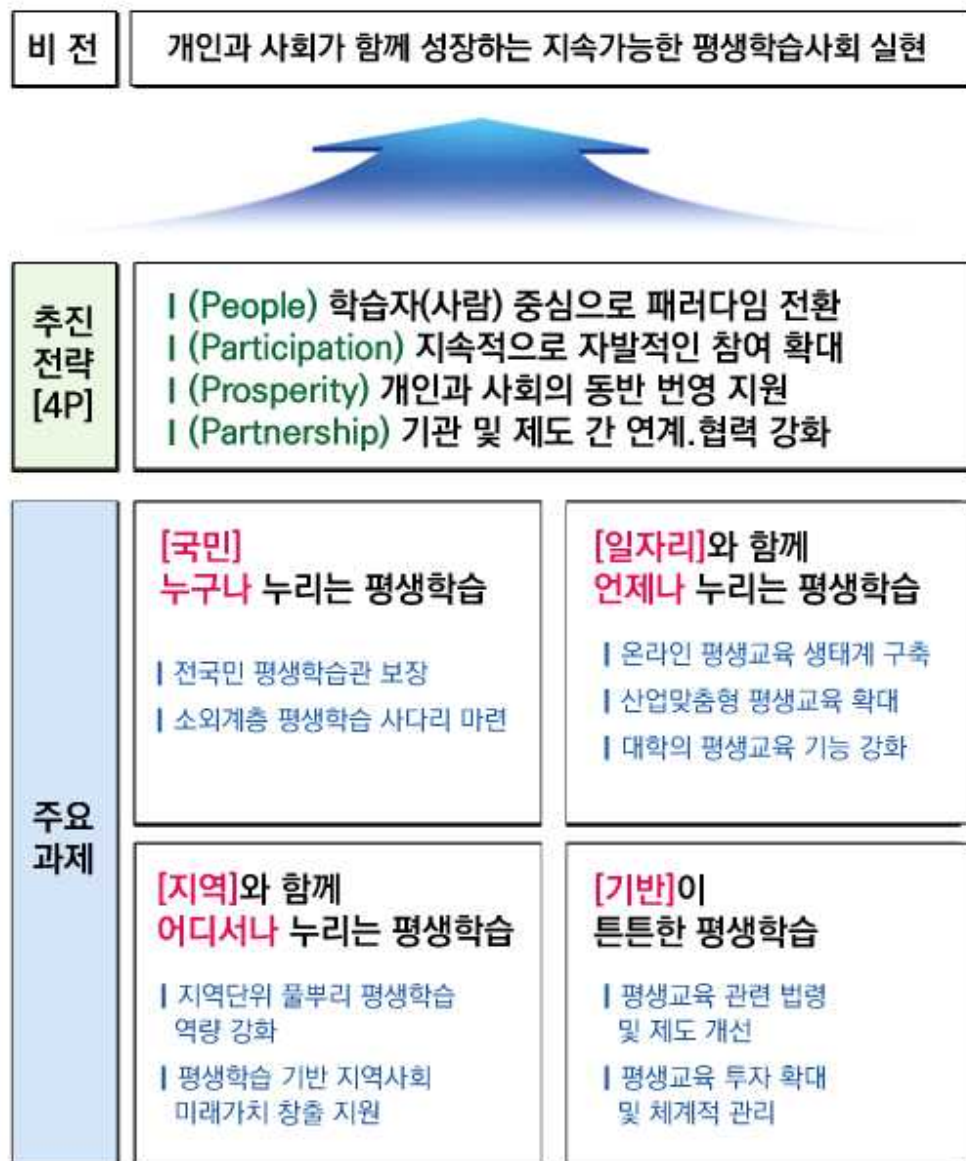 비 전
개인과 사회가 함께 성장하는 지속가능한 평생학습사회 실현
추진
전략
[4P]
(People) 학습자(사람) 중심으로 패러다임 전환
(Participation) 지속적으로 자발적인 참여 확대
(Prosperity) 개인과 사회의 동반 번영 지원
(Partnership) 기관 및 제도 간 연계.협력 강화
주요
과제
[국민]
누구나 누리는 평생학습
전국민 평생학습관 보장
소외계층 평생학습 사다리 마련
[일자리]와 함께
언제나 누리는 평생학습
온라인 평생교육 생태계 구축
산업맞춤형 평생교육 확대
대학의 평생교육 기능 강화
[지역]와 함께
어디서나 누리는 평생학습
지역단위 풀뿌리 평생학습
역량 강화
평생학습 기반 지역사회
미래가치 창출 지원
[기반]이
튼튼한 평생학습
평생교육 관련 법령
및 제도 개선
평생교육 투자 확대
및 체계적 관리